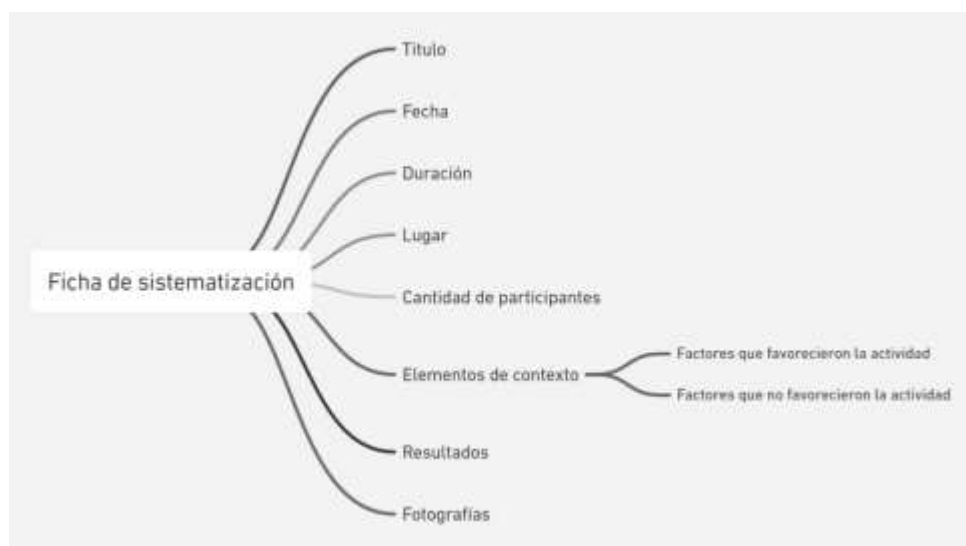 Título
Fecha
Duración
Lugar
Ficha de sistematización
Cantidad de participantes
Factores que favorecieron la actividad
Elementos de contexto
Factores que no favorecieron la actividad
Resultados
Fotografías